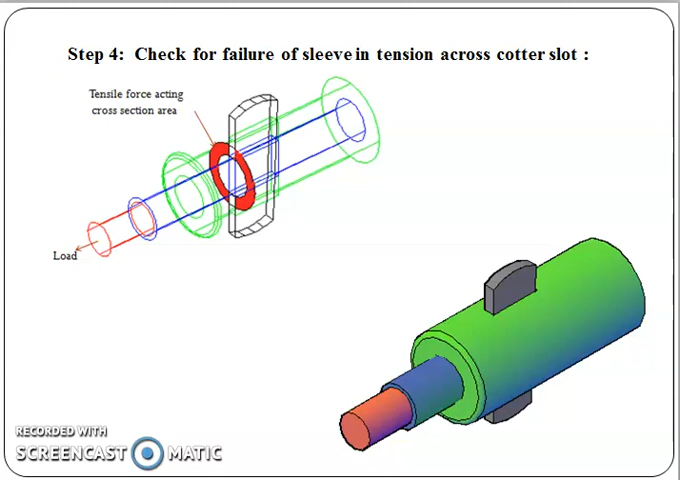 Step 4: Check for failure of sleeve in tension across cotter slot :
Tensile force acting
cross section area
Load
RECORDED WITH
SCREENCAST MATIC